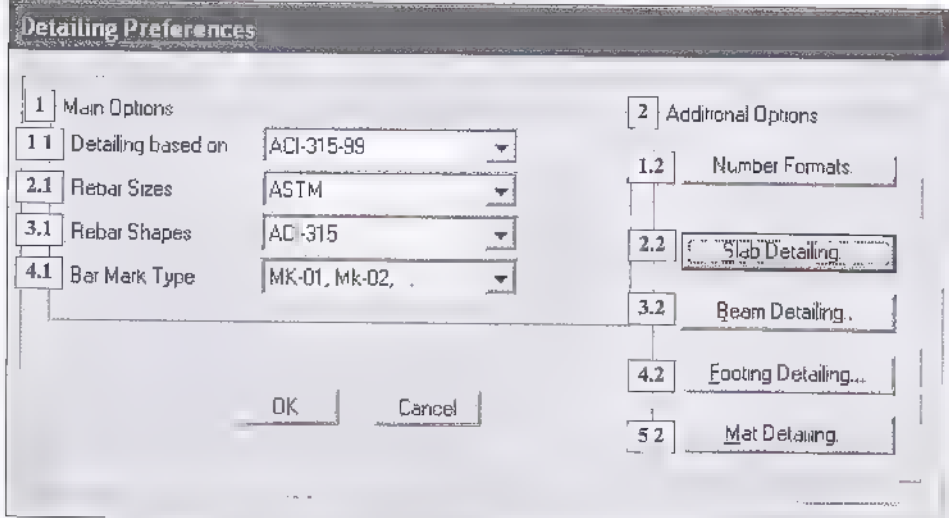 Detailing Preferences
1 Main Options
1 1 Detailing based on ACI-315-99
2.1 Rebar Sizes ASTM
3.1 Rebar Shapes ACI-315
4.1 Bar Mark Type MK-01, Mk-02, .
OK Cancel
2 Additional Options
1.2 Number Formats.
2.2 Slab Detailing.
3.2 Beam Detailing..
4.2 Footing Detailing...
5 2 Mat Detailing.